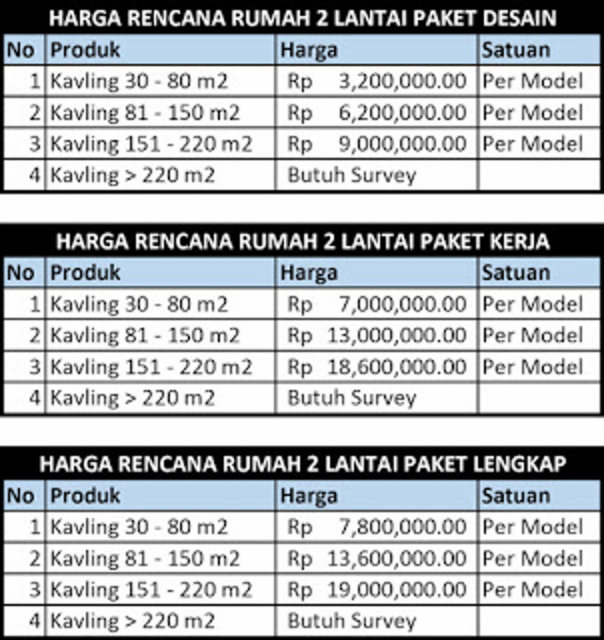 HARGA RENCANA RUMAH 2 LANTAI PAKET DESAIN
No Produk Harga Satuan
1 Kavling 30 - 80 m2 Rp 3,200,000.00 Per Model
2 Kavling 81 - 150 m2 Rp 6,200,000.00 Per Model
3 Kavling 151 - 220 m2 Rp 9,000,000.00 Per Model
4 Kavling > 220 m2 Butuh Survey
HARGA RENCANA RUMAH 2 LANTAI PAKET KERJA
No Produk Harga Satuan
1 Kavling 30 - 80 m2 Rp 7,000,000.00 Per Model
2 Kavling 81 - 150 m2 Rp 13,000,000.00 Per Model
3 Kavling 151 - 220 m2 Rp 18,600,000.00 Per Model
4 Kavling > 220 m2 Butuh Survey
HARGA RENCANA RUMAH 2 LANTAI PAKET LENGKAP
No Produk Harga Satuan
1 Kavling 30 - 80 m2 Rp 7,800,000.00 Per Model
2 Kavling 81 - 150 m2 Rp 13,600,000.00 Per Model
3 Kavling 151 - 220 m2 Rp 19,000,000.00 Per Model
4 Kavling > 220 m2 Butuh Survey